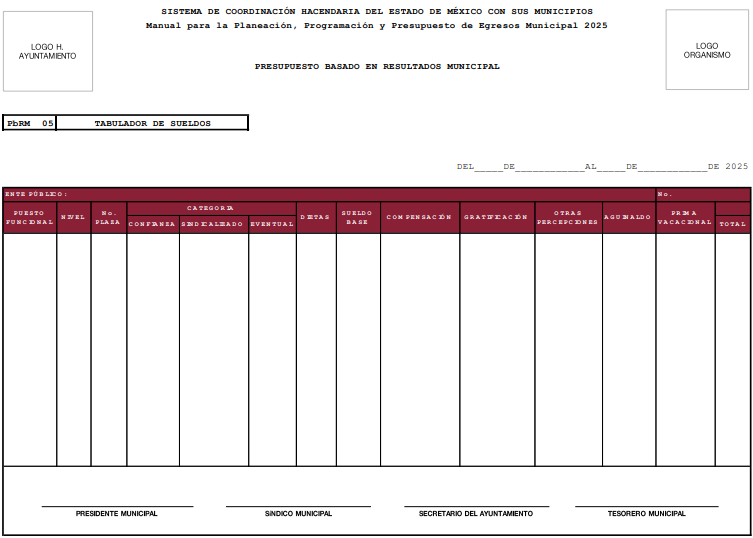 SISTEMA DE COORDINACIÓN HACENDARIA DEL ESTADO DE MÉXICO CON SUS MUNICIPIOS
Manual para la Planeación, Programación y Presupuesto de Egresos Municipal 2025
LOGO H.
AYUNTAMIENTO
LOGO
ORGANISMO
PRESUPUESTO BASADO EN RESULTADOS MUNICIPAL
PbRM 05 TABULADOR DE SUELDOS
DEL_____DE____________AL_____DE____________DE 2025
ENTE PÚBLICO: No.
PUESTO FUNCIONAL NIVEL No. PLAZA CATEGORIA DIETAS SUELDO BASE COMPENSACIÓN GRATIFICACIÓN OTRAS PERCEPCIONES AGUINALDO PRIMA VACACIONAL TOTAL
CONFIANZA SINDICALIZADO EVENTUAL
PRESIDENTE MUNICIPAL SINDICO MUNICIPAL SECRETARIO DEL AYUNTAMIENTO TESORERO MUNICIPAL